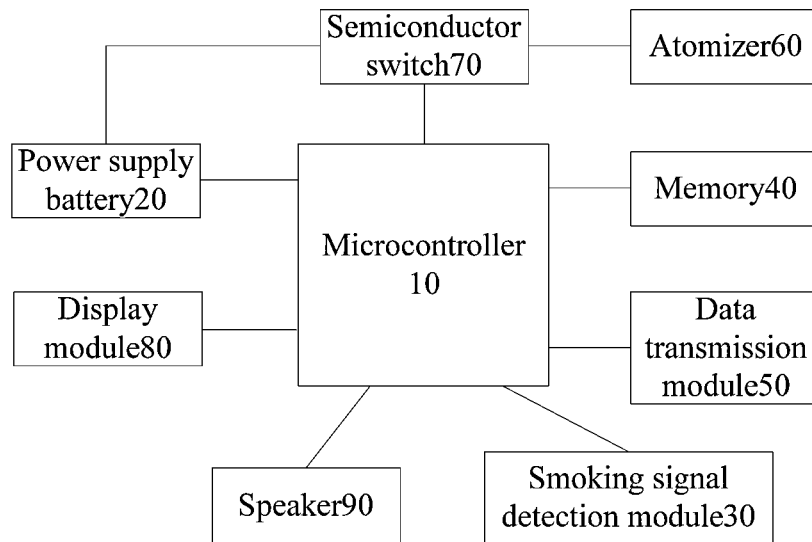 Semiconductor
switch70
Atomizer60
Power supply
battery20
Memory40
Microcontroller
10
Display
module80
Data
transmission
module50
Speaker90
Smoking signal
detection module30